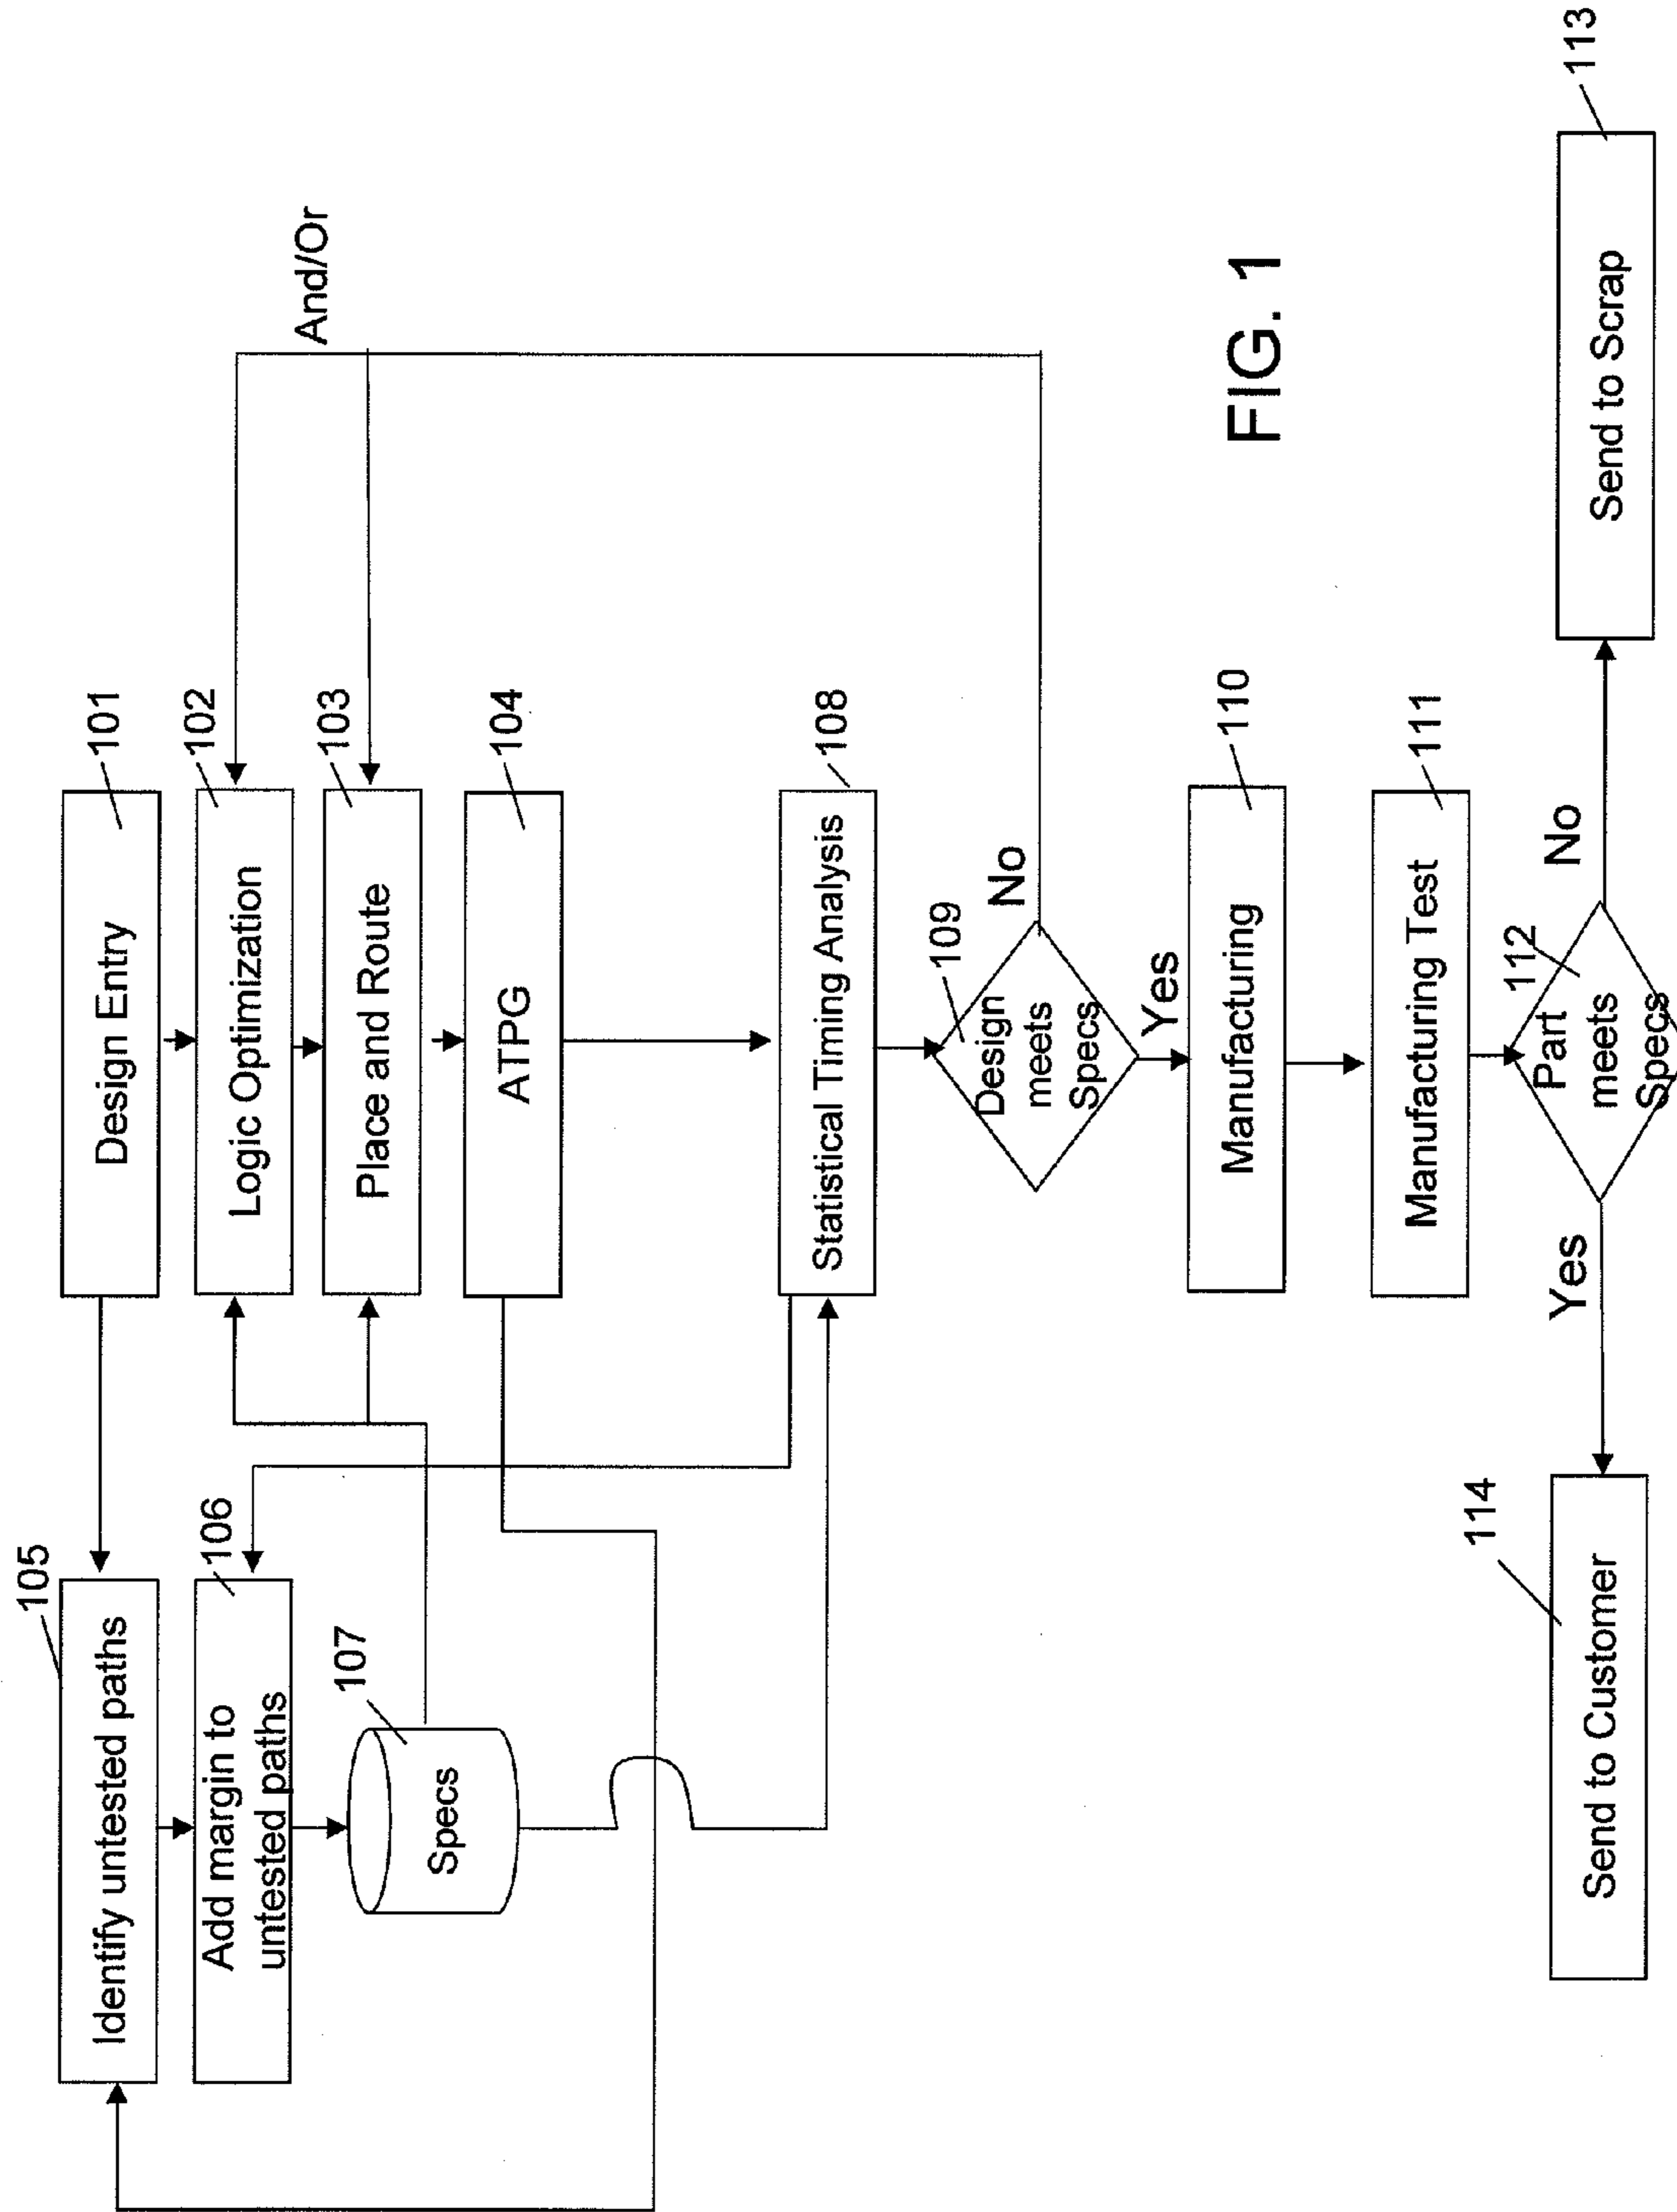 101
Design Entry
102
Logic Optimization
103
Place and Route
104
ATPG
And/Or
105
Identify untested paths
106
Add margin to
untested paths
107
Specs
108
Statistical Timing Analysis
109
Design
meets
Specs
No
Yes
110
Manufacturing
111
Manufacturing Test
112
Part
meets
Specs
No
Yes
113
Send to Scrap
114
Send to Customer
FIG. 1